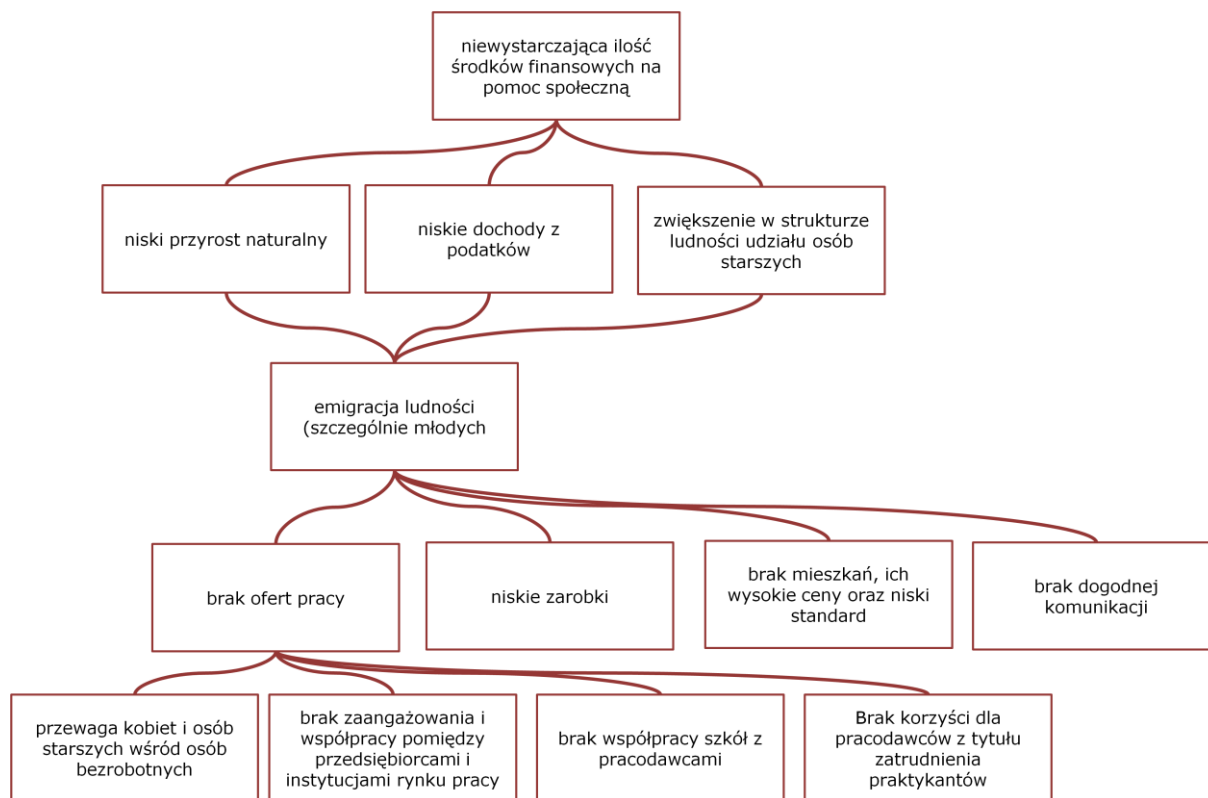 niewystarczająca ilość
środków finansowych na
pomoc społeczną
niski przyrost naturalny
niskie dochody z
podatków
zwiększenie w strukturze
ludności udziału osób
starszych
emigracja ludności
(szczególnie młodych
brak ofert pracy
niskie zarobki
brak mieszkań, ich
wysokie ceny oraz niski
standard
brak dogodnej
komunikacji
przewaga kobiet i osób
starszych wśród osób
bezrobotnych
brak zaangażowania i
współpracy pomiędzy
przedsiębiorcami i
instytucjami rynku pracy
brak współpracy szkół z
pracodawcami
Brak korzyści dla
pracodawców z tytułu
zatrudnienia
praktykantów